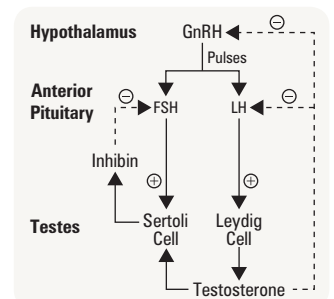 Hypothalamus GnRH ⊖
Pulses
Anterior
Pituitary
⊖ FSH LH ⊖
Inhibin
⊕ ⊕
Testes
Sertoli
Cell
Leydig
Cell
Testosterone